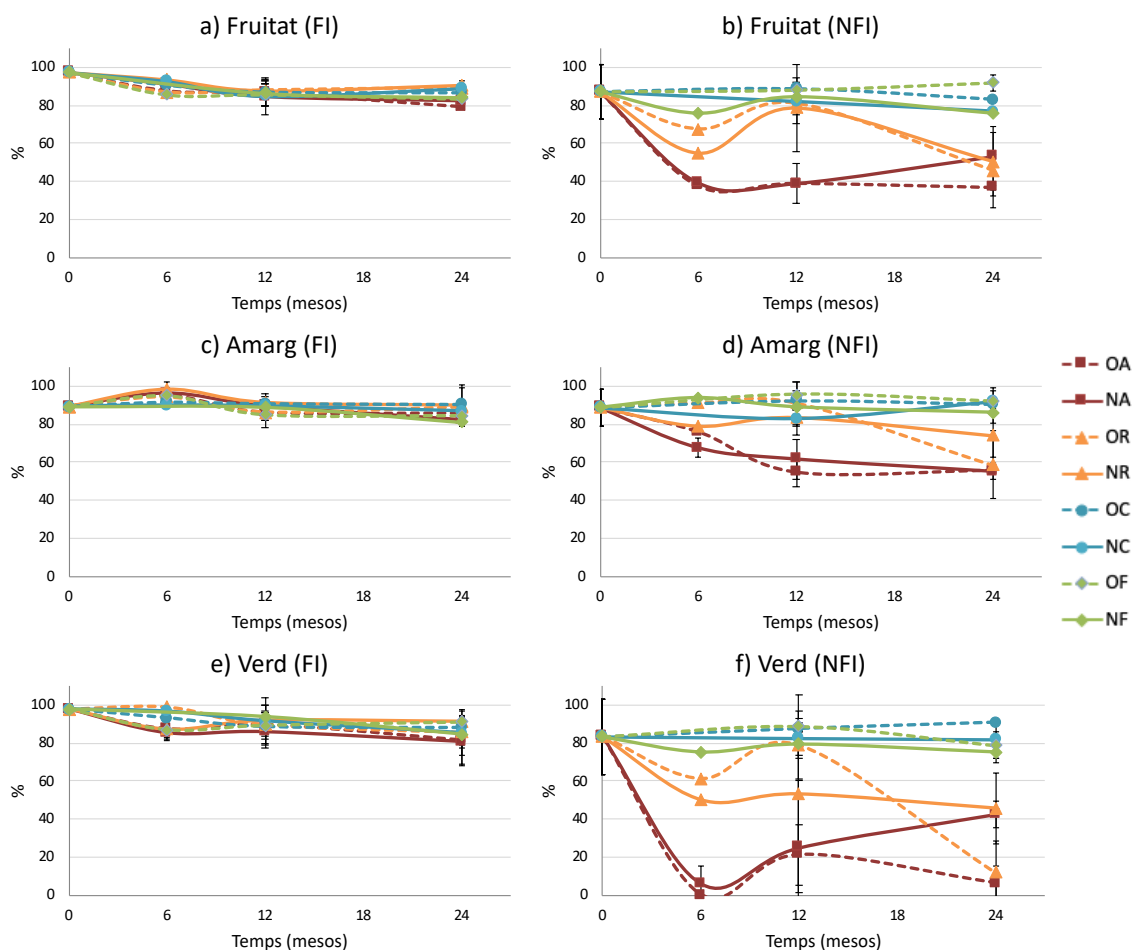 a) Fruitat (FI)
100
80
60
40
20
0
%
0 6 12 18 24
Temps (mesos)
b) Fruitat (NFI)
100
80
60
40
20
0
%
0 6 12 18 24
Temps (mesos)
c) Amarg (FI)
100
80
60
40
20
0
%
0 6 12 18 24
Temps (mesos)
d) Amarg (NFI)
100
80
60
40
20
0
%
0 6 12 18 24
Temps (mesos)
OA
NA
OR
NR
OC
NC
OF
NF
e) Verd (FI)
100
80
60
40
20
0
%
0 6 12 18 24
Temps (mesos)
f) Verd (NFI)
100
80
60
40
20
0
%
0 6 12 18 24
Temps (mesos)